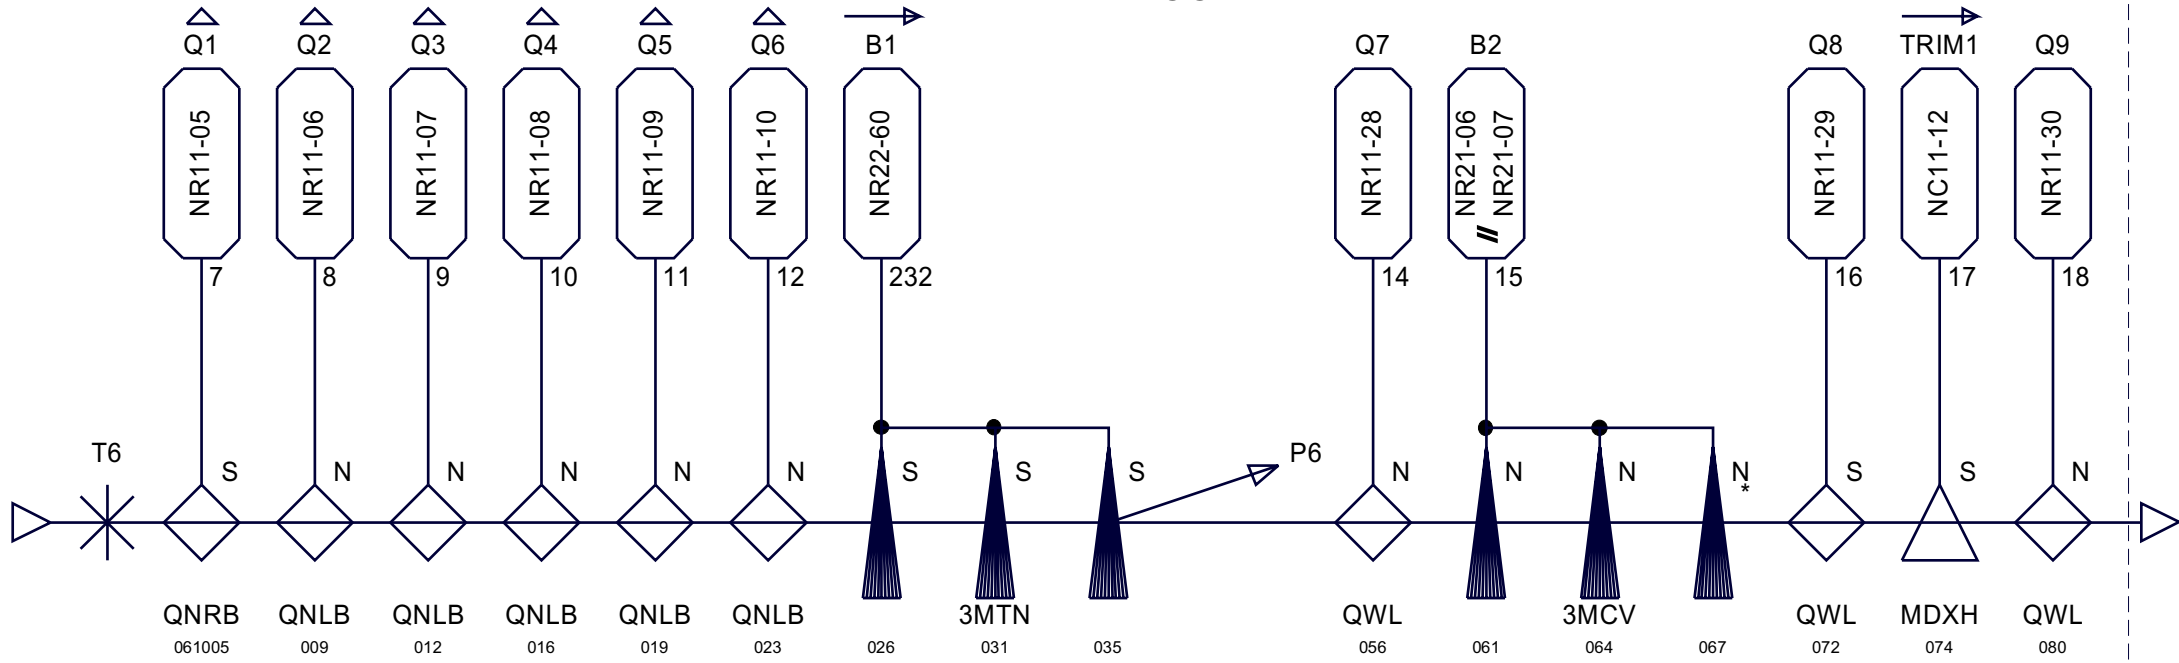 Q1 Q2 Q3 Q4 Q5 Q6 B1 Q7 B2 Q8 TRIM1 Q9
NR11-05 NR11-06 NR11-07 NR11-08 NR11-09 NR11-10 NR22-60 NR11-28 NR21-06 // NR21-07 NR11-29 NC11-12 NR11-30
7 8 9 10 11 12 232 14 15 16 17 18
T6 S N N N N N S S S P6 N N N N* S S N
QNRB QNLB QNLB QNLB QNLB QNLB 3MTN QWL 3MCV QWL MDXH QWL
061005 009 012 016 019 023 026 031 035 056 061 064 067 072 074 080